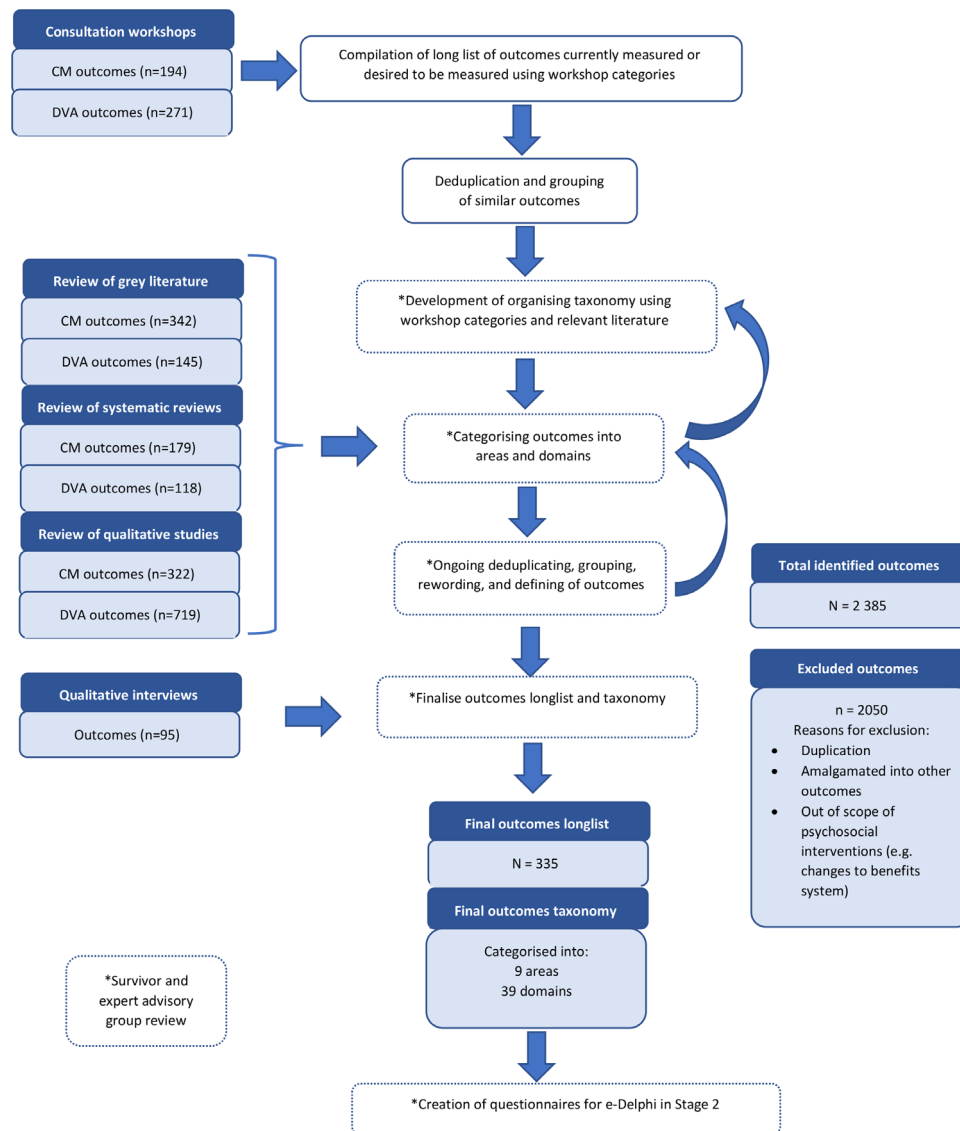 Consultation workshops
CM outcomes (n=194)
DVA outcomes (n=271)
Compilation of long list of outcomes currently measured or
desired to be measured using workshop categories
Deduplication and grouping
of similar outcomes
*Development of organising taxonomy using
workshop categories and relevant literature
Review of grey literature
CM outcomes (n=342)
DVA outcomes (n=145)
Review of systematic reviews
CM outcomes (n=179)
DVA outcomes (n=118)
Review of qualitative studies
CM outcomes (n=322)
DVA outcomes (n=719)
*Categorising outcomes into
areas and domains
*Ongoing deduplicating, grouping,
rewording, and defining of outcomes
Total identified outcomes
N = 2 385
Qualitative interviews
Outcomes (n=95)
*Finalise outcomes longlist and taxonomy
Excluded outcomes
n = 2050
Reasons for exclusion:
• Duplication
• Amalgamated into other
outcomes
• Out of scope of
psychosocial
interventions (e.g.
changes to benefits
system)
Final outcomes longlist
N = 335
Final outcomes taxonomy
Categorised into:
9 areas
39 domains
*Survivor and
expert advisory
group review
*Creation of questionnaires for e-Delphi in Stage 2